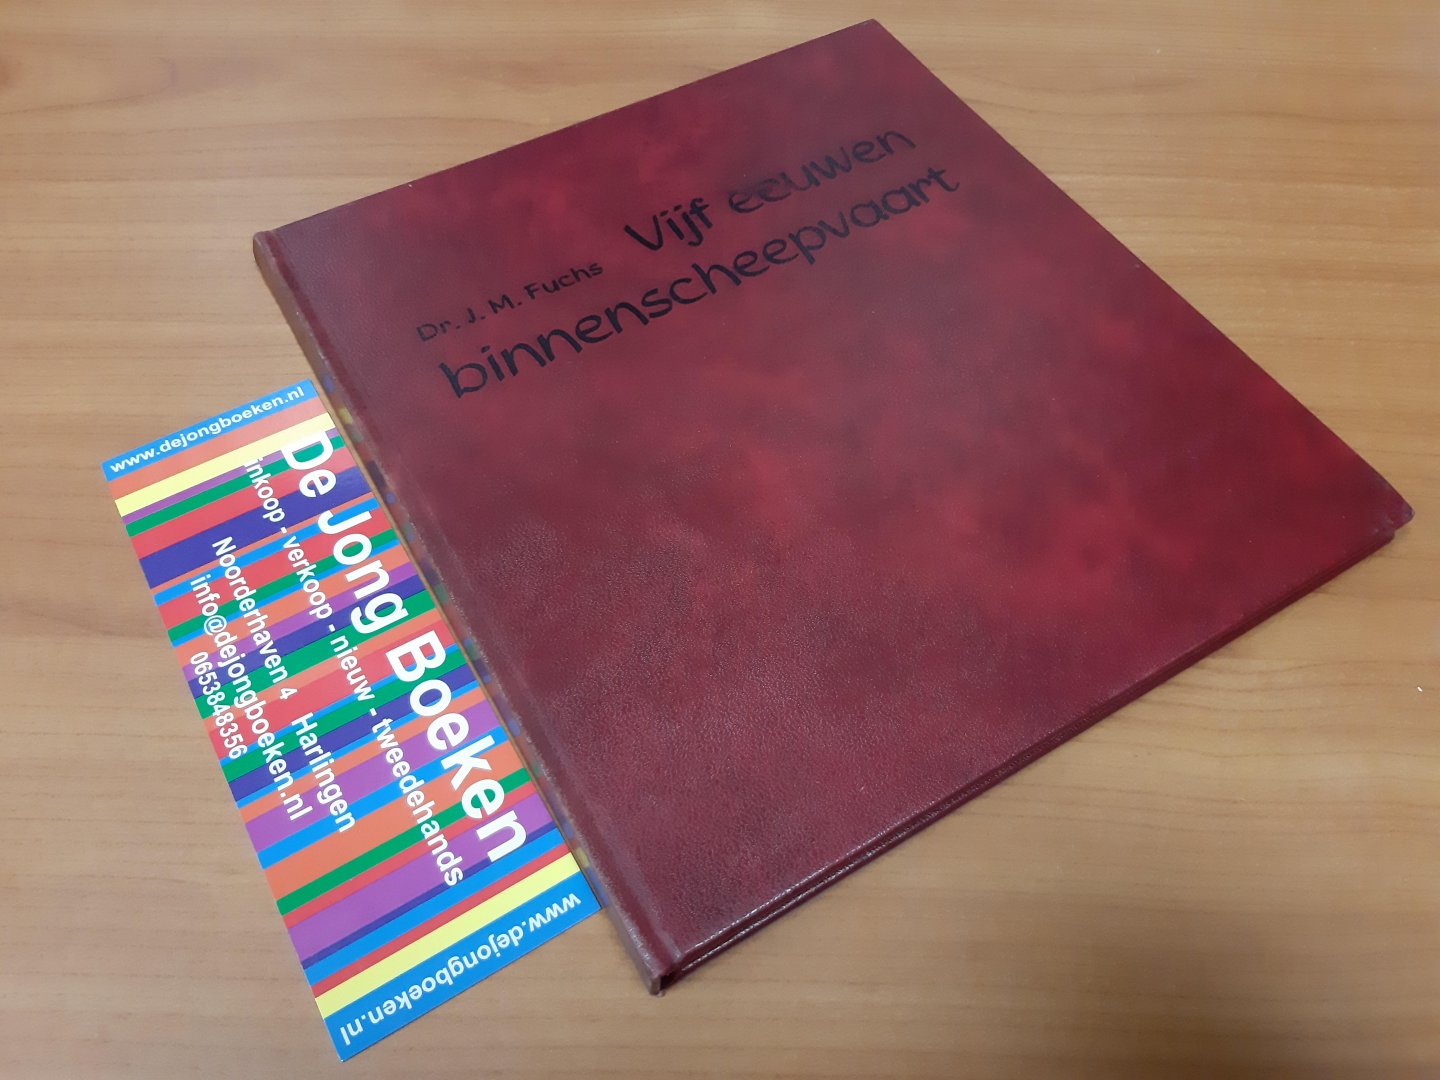 Dr. J. M. Fuchs Vijf eeuwen
binnenscheepvaart
www.dejongboeken.nl
De Jong Boeken
inkoop - verkoop - nieuw - tweedehands
Noorderhaven 4 Harlingen
info@dejongboeken.nl
0653848356
www.dejongboeken.nl